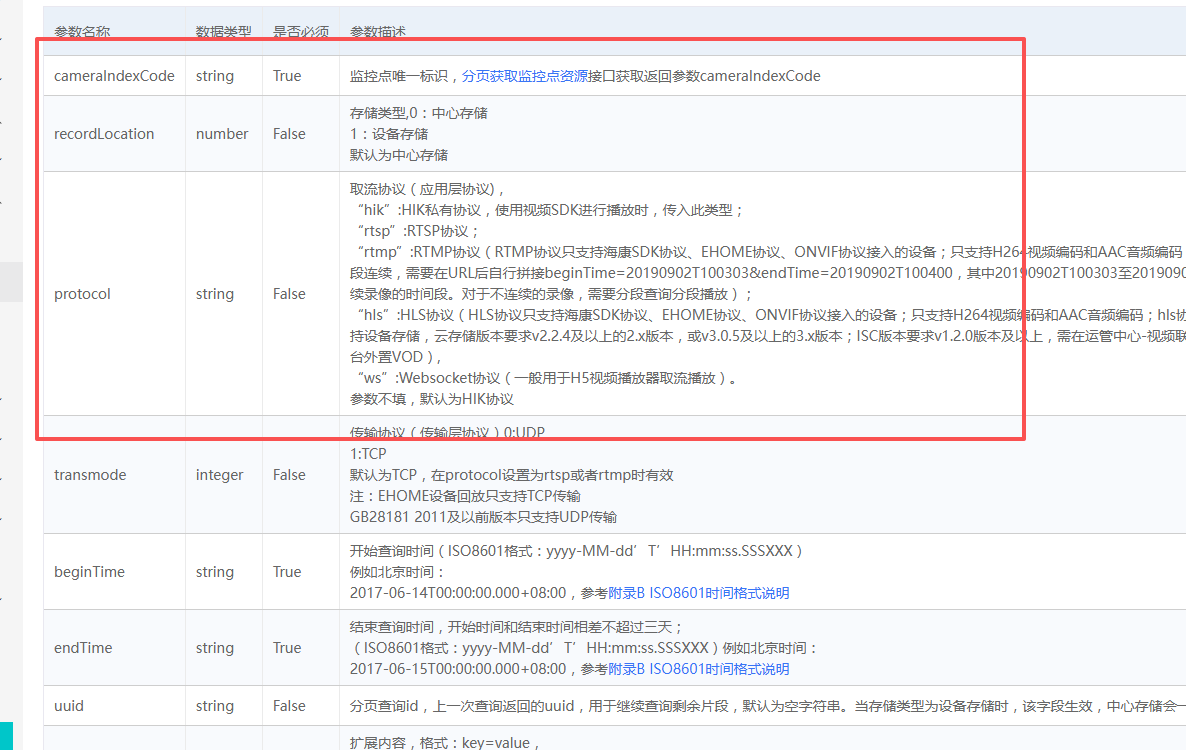 参数名称 数据类型 是否必须 参数描述
cameraIndexCode string True 监控点唯一标识，分页获取监控点资源接口获取返回参数cameraIndexCode
存储类型,0：中心存储
recordLocation number False 1：设备存储
默认为中心存储
取流协议（应用层协议)，
“hik”:HIK私有协议，使用视频SDK进行播放时，传入此类型；
“rtsp”:RTSP协议；
“rtmp”:RTMP协议（RTMP协议只支持海康SDK协议、EHOME协议、ONVIF协议接入的设备；只支持H264视频编码和AAC音频编码
段连续，需要在URL后自行拼接beginTime=20190902T100303&endTime=20190902T100400，其中20190902T100303至2019090
protocol string False 续录像的时间段。对于不连续的录像，需要分段查询分段播放）；
“hls”:HLS协议（HLS协议只支持海康SDK协议、EHOME协议、ONVIF协议接入的设备；只支持H264视频编码和AAC音频编码；hls协
持设备存储，云存储版本要求v2.2.4及以上的2.x版本，或v3.0.5及以上的3.x版本；ISC版本要求v1.2.0版本及以上，需在运管中心-视频联
台外置VOD），
“ws”:Websocket协议（一般用于H5视频播放器取流播放）。
参数不填，默认为HIK协议
传输协议（传输层协议）0:UDP
1:TCP
transmode integer False 默认为TCP，在protocol设置为rtsp或者rtmp时有效
注：EHOME设备回放只支持TCP传输
GB28181 2011及以前版本只支持UDP传输
开始查询时间（ISO8601格式：yyyy-MM-dd’T’HH:mm:ss.SSSXXX）
beginTime string True 例如北京时间：
2017-06-14T00:00:00.000+08:00，参考附录B ISO8601时间格式说明
结束查询时间，开始时间和结束时间相差不超过三天；
endTime string True （ISO8601格式：yyyy-MM-dd’T’HH:mm:ss.SSSXXX）例如北京时间：
2017-06-15T00:00:00.000+08:00，参考附录B ISO8601时间格式说明
uuid string False 分页查询id，上一次查询返回的uuid，用于继续查询剩余片段，默认为空字符串。当存储类型为设备存储时，该字段生效，中心存储会一
扩展内容，格式：key=value，